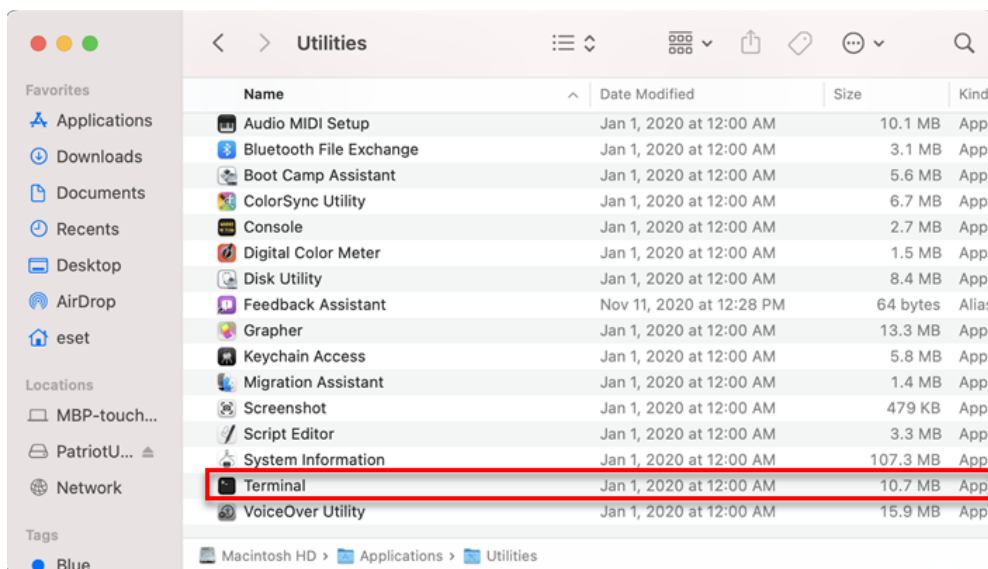 Utilities
Favorites
Applications
Downloads
Documents
Recents
Desktop
AirDrop
eset
Locations
MBP-touch...
PatriotU...
Network
Tags
Blue
Name Date Modified Size Kind
Audio MIDI Setup Jan 1, 2020 at 12:00 AM 10.1 MB App
Bluetooth File Exchange Jan 1, 2020 at 12:00 AM 3.1 MB App
Boot Camp Assistant Jan 1, 2020 at 12:00 AM 5.6 MB App
ColorSync Utility Jan 1, 2020 at 12:00 AM 6.7 MB App
Console Jan 1, 2020 at 12:00 AM 2.7 MB App
Digital Color Meter Jan 1, 2020 at 12:00 AM 1.5 MB App
Disk Utility Jan 1, 2020 at 12:00 AM 8.4 MB App
Feedback Assistant Nov 11, 2020 at 12:28 PM 64 bytes Alias
Grapher Jan 1, 2020 at 12:00 AM 13.3 MB App
Keychain Access Jan 1, 2020 at 12:00 AM 5.8 MB App
Migration Assistant Jan 1, 2020 at 12:00 AM 1.4 MB App
Screenshot Jan 1, 2020 at 12:00 AM 479 KB App
Script Editor Jan 1, 2020 at 12:00 AM 3.3 MB App
System Information Jan 1, 2020 at 12:00 AM 107.3 MB App
Terminal Jan 1, 2020 at 12:00 AM 10.7 MB App
VoiceOver Utility Jan 1, 2020 at 12:00 AM 15.9 MB App
Macintosh HD › Applications › Utilities